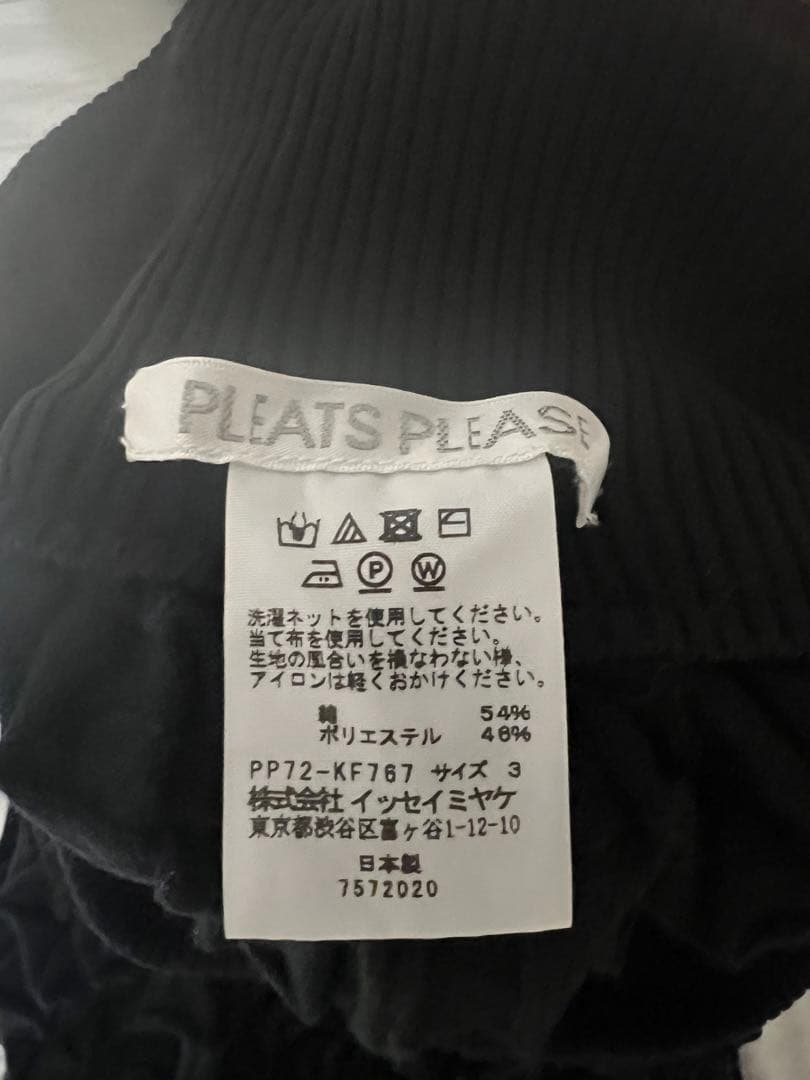 PLEATS PLEASE
P W
洗濯ネットを使用してください。
当て布を使用してください。
生地の風合いを損なわない様、
アイロンは軽くおかけください。
綿 54%
ポリエステル 46%
PP72-KF767 サイズ 3
株式会社イッセイミヤケ
東京都渋谷区富ヶ谷1-12-10
日本製
7572020